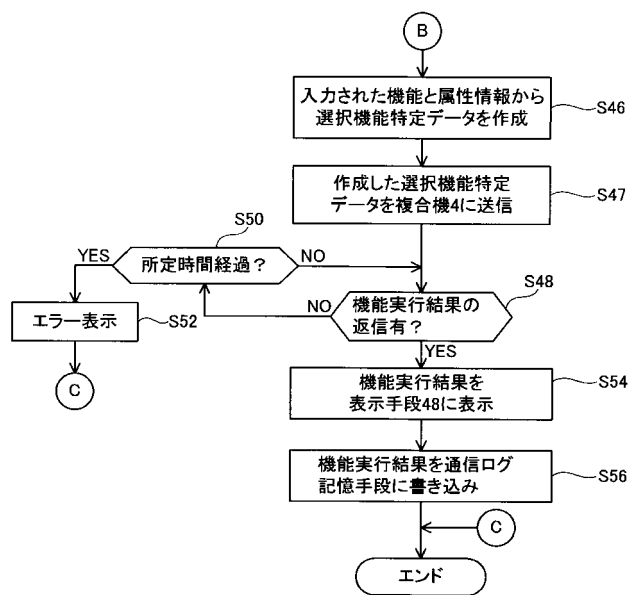 B
入力された機能と属性情報から
選択機能特定データを作成
S46
作成した選択機能特定
データを複合機4に送信
S47
S50
YES
所定時間経過?
NO
S48
機能実行結果の
返信有?
NO
エラー表示
S52
YES
C
機能実行結果を
表示手段48に表示
S54
機能実行結果を通信ログ
記憶手段に書き込み
S56
C
エンド